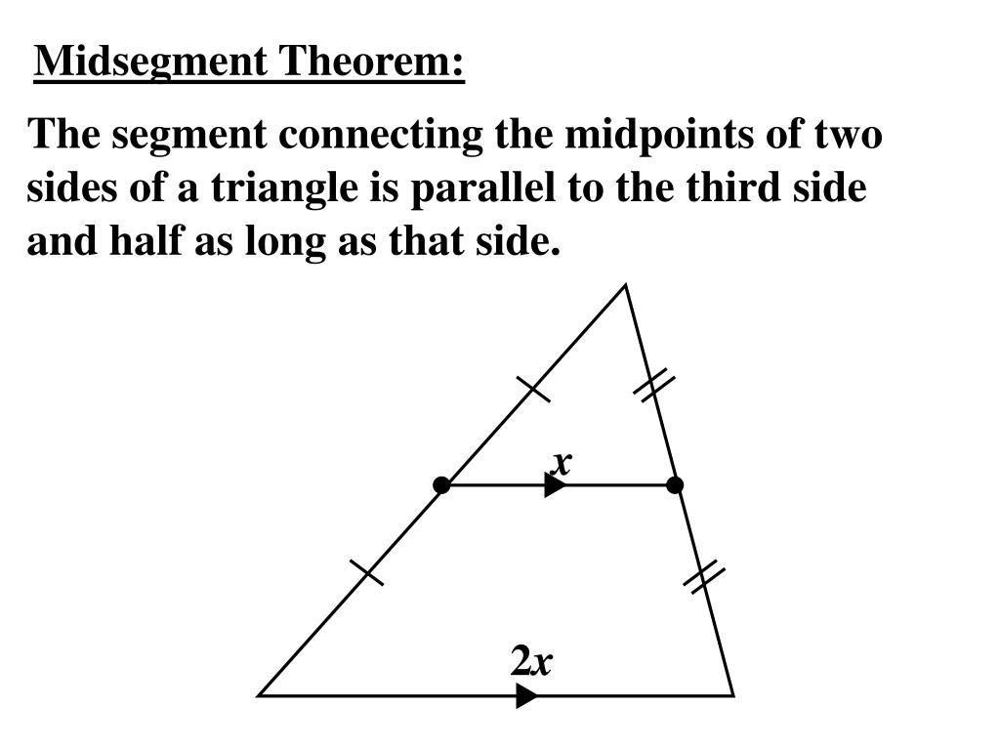 Midsegment Theorem:
The segment connecting the midpoints of two
sides of a triangle is parallel to the third side
and half as long as that side.
x
2x